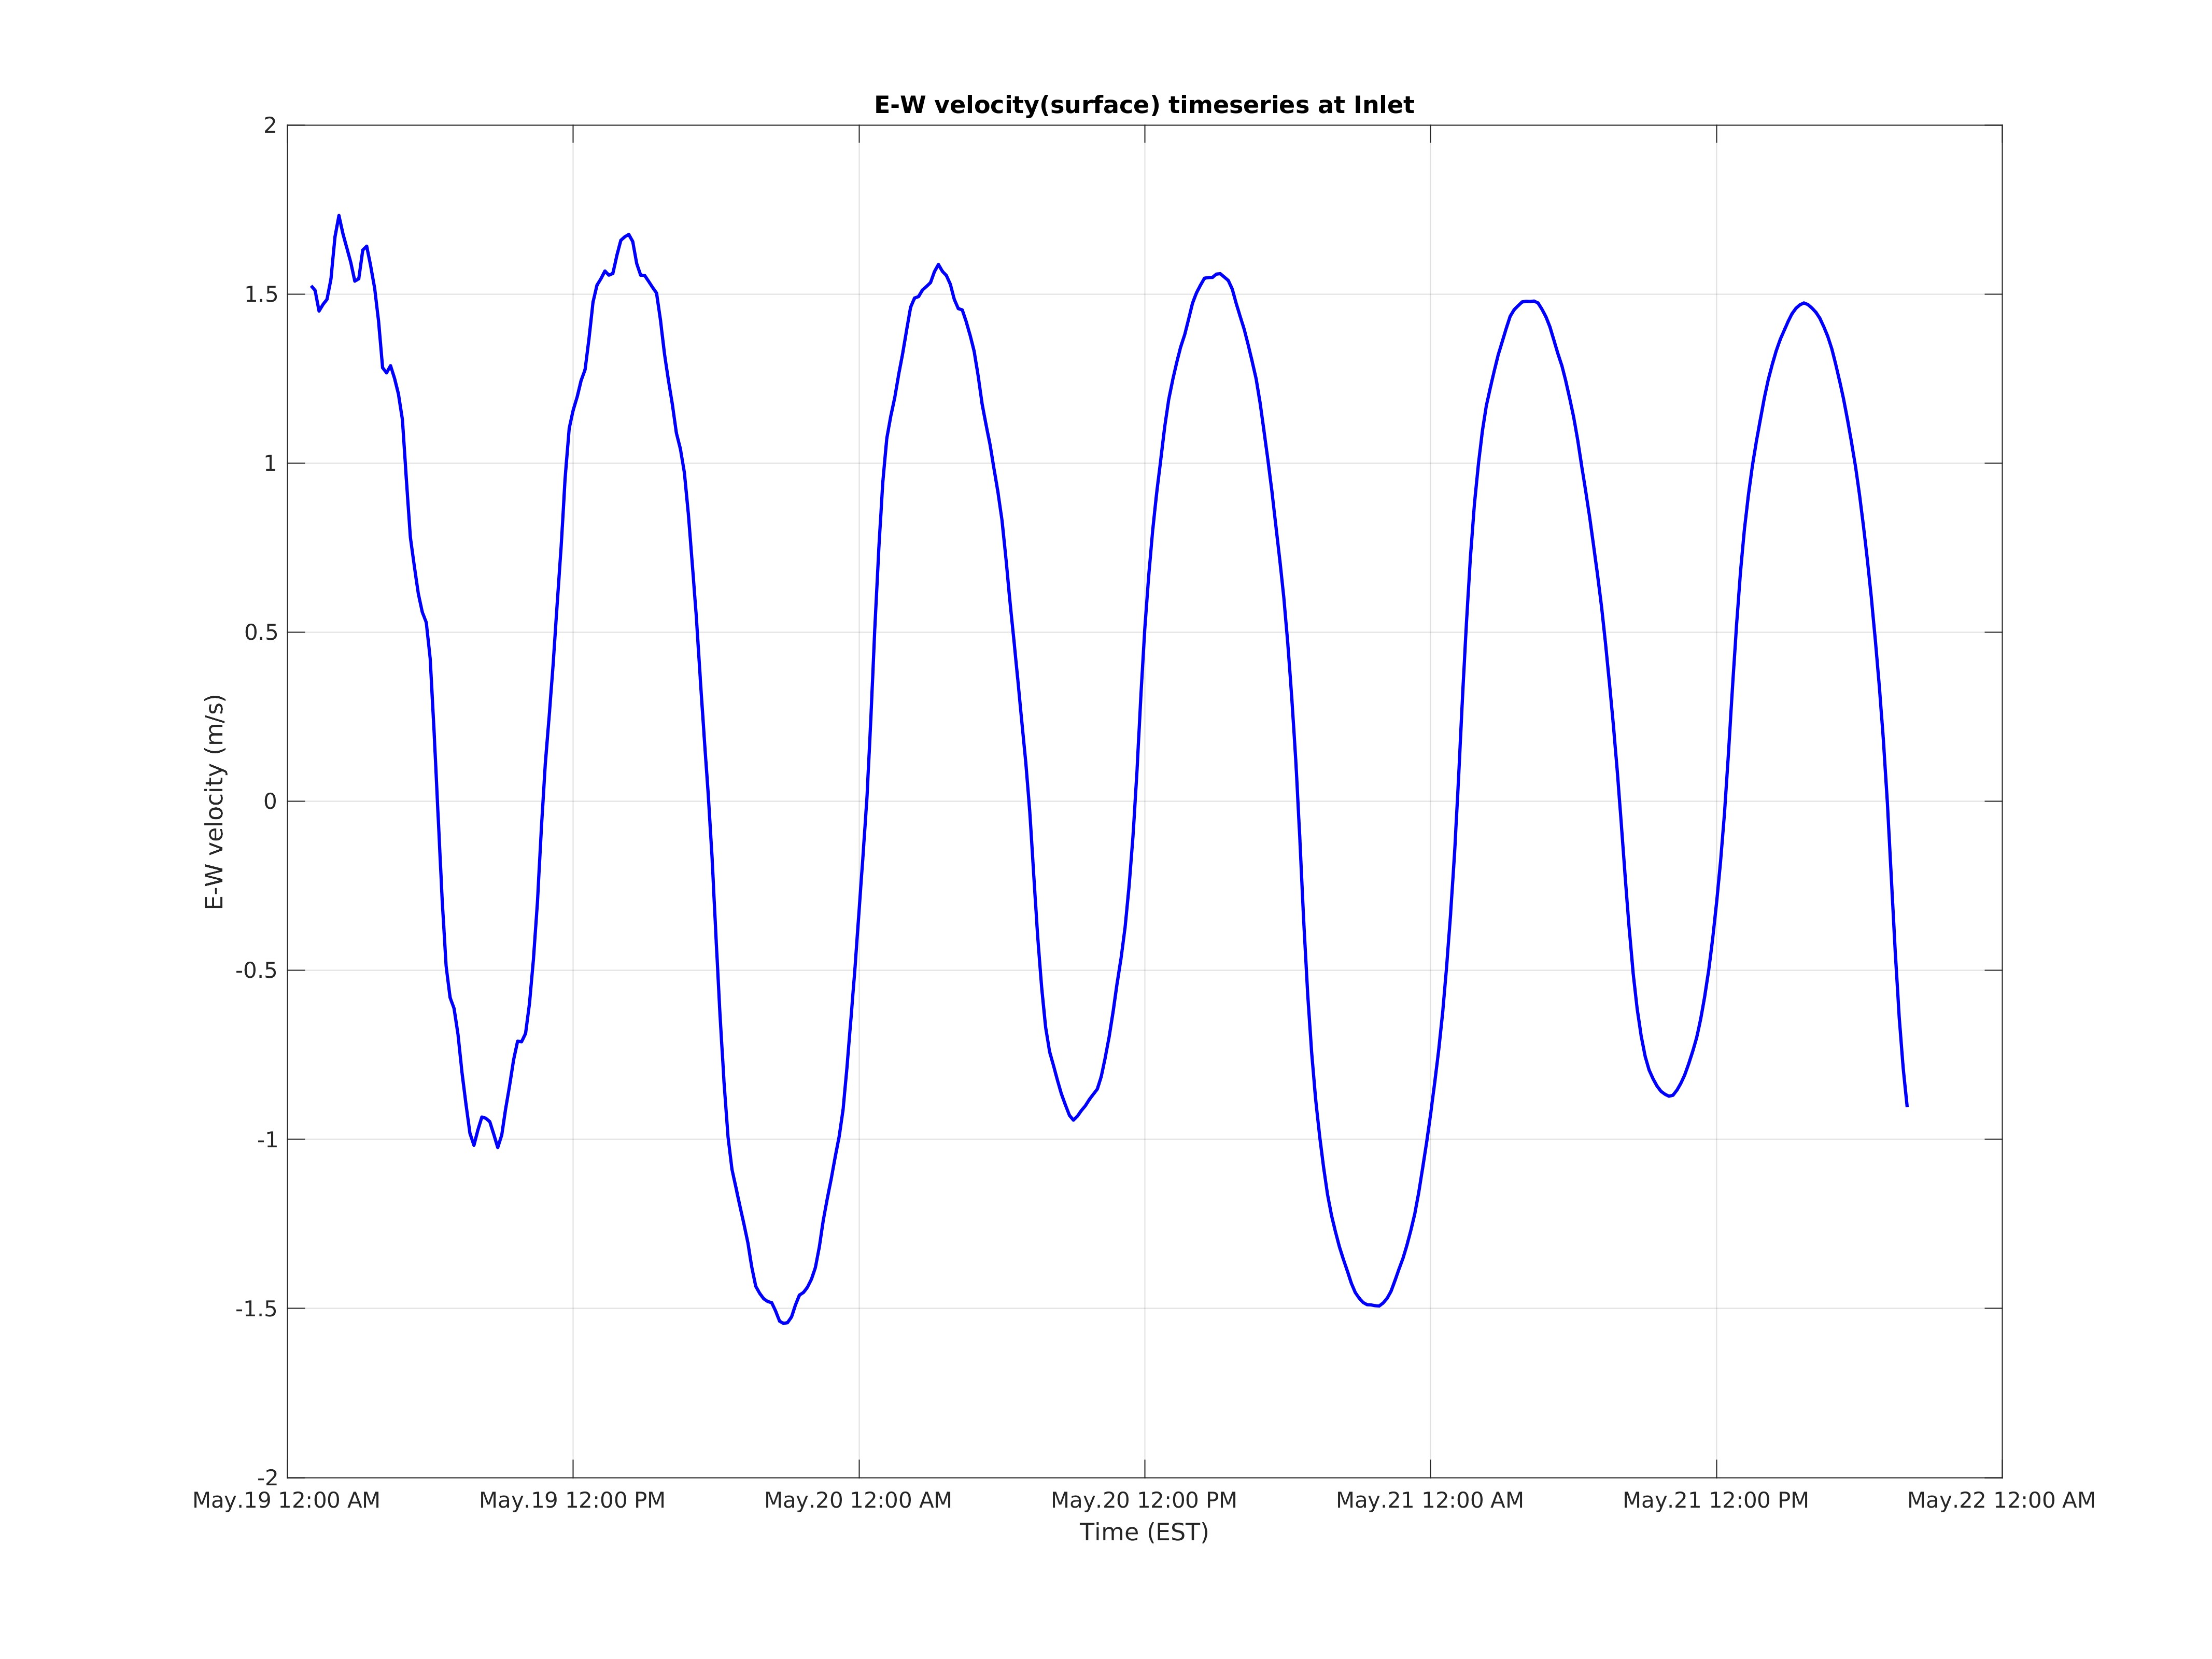 E-W velocity(surface) timeseries at Inlet
2
1.5
1
0.5
0
-0.5
-1
-1.5
-2
E-W velocity (m/s)
May.19 12:00 AM May.19 12:00 PM May.20 12:00 AM May.20 12:00 PM May.21 12:00 AM May.21 12:00 PM May.22 12:00 AM
Time (EST)